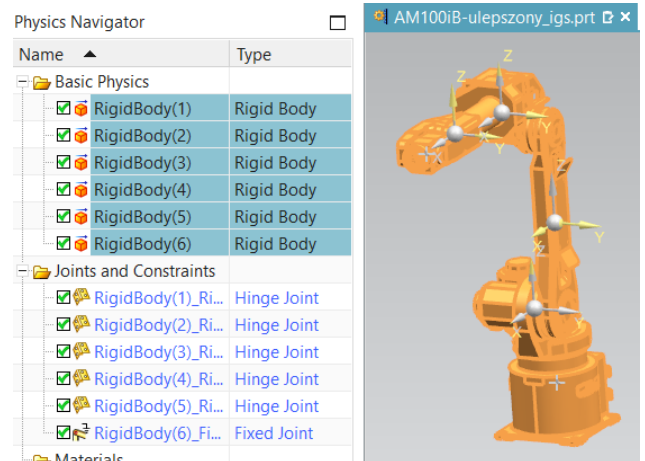 Physics Navigator
AM100iB-ulepszony_igs.prt
Name Type
Basic Physics
RigidBody(1) Rigid Body
RigidBody(2) Rigid Body
RigidBody(3) Rigid Body
RigidBody(4) Rigid Body
RigidBody(5) Rigid Body
RigidBody(6) Rigid Body
Joints and Constraints
RigidBody(1)_Ri... Hinge Joint
RigidBody(2)_Ri... Hinge Joint
RigidBody(3)_Ri... Hinge Joint
RigidBody(4)_Ri... Hinge Joint
RigidBody(5)_Ri... Hinge Joint
RigidBody(6)_Fi... Fixed Joint
Materials
Z
Z
Y
Y
X
Z
Y
X
Z